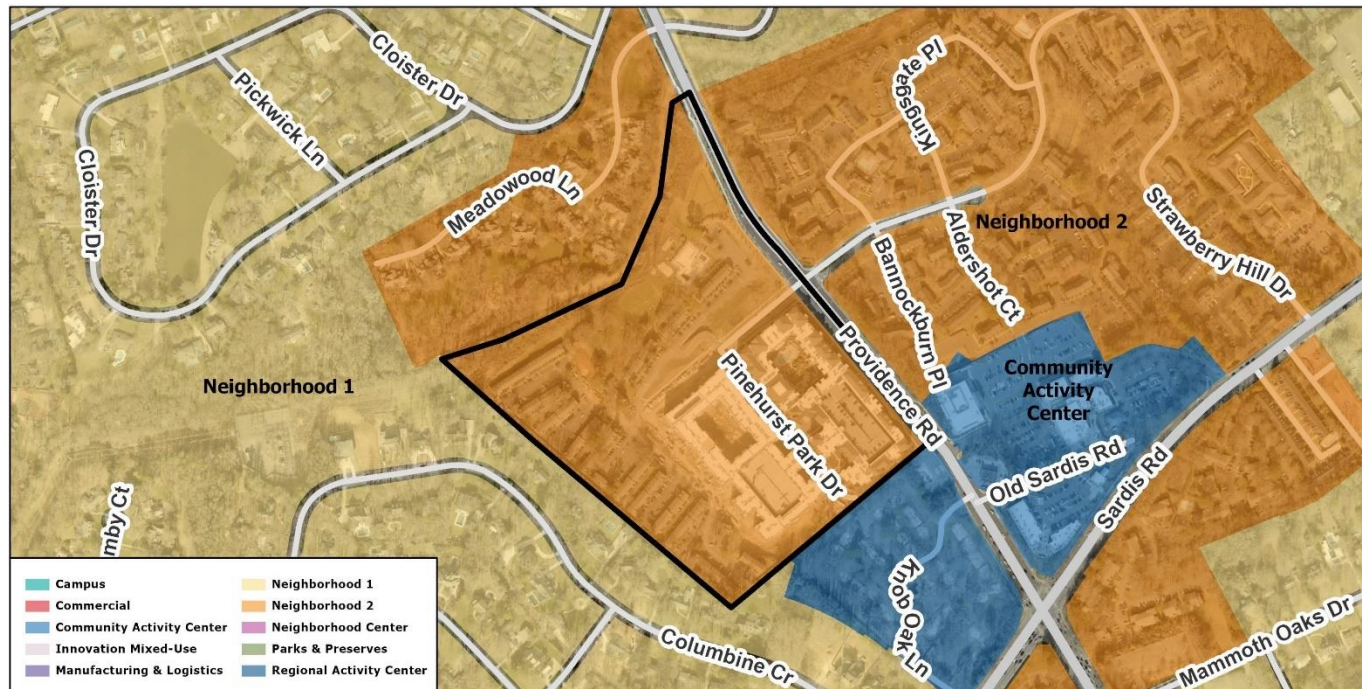 Cloister Dr
Pickwick Ln
Cloister Dr
Meadowood Ln
Kingsgate Pl
Neighborhood 2
Aldershot Ct
Bannockburn Pl
Strawberry Hill Dr
Neighborhood 1
Pinehurst Park Dr
Providence Rd
Community
Activity
Center
Old Sardis Rd
Sardis Rd
Knob Oak Ln
Columbine Cr
Mammoth Oaks Dr
mby Ct
Campus
Commercial
Community Activity Center
Innovation Mixed-Use
Manufacturing & Logistics
Neighborhood 1
Neighborhood 2
Neighborhood Center
Parks & Preserves
Regional Activity Center